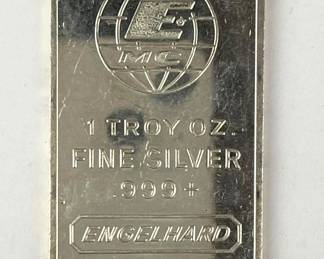 E
MC
1 TROY OZ.
FINE SILVER
.999+
ENGELHARD